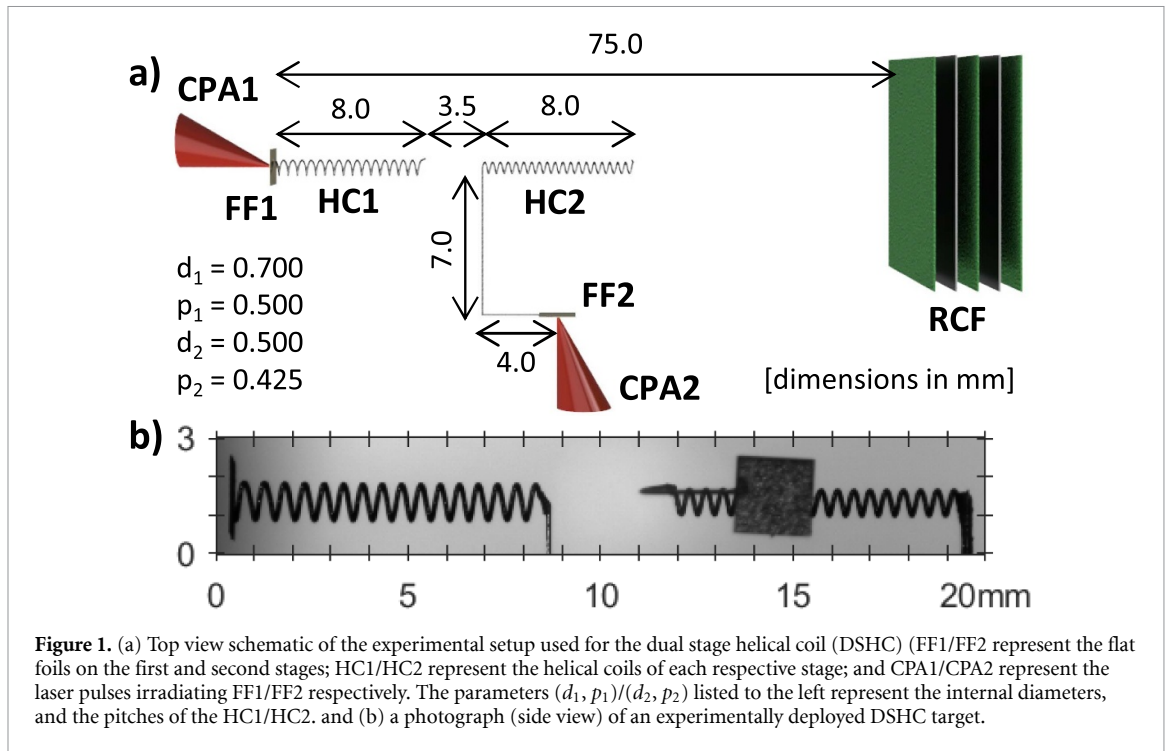 75.0
a)
CPA1
8.0
3.5
8.0
FF1
HC1
HC2
7.0
d₁ = 0.700
p₁ = 0.500
d₂ = 0.500
p₂ = 0.425
FF2
4.0
CPA2
RCF
[dimensions in mm]
b)
3
0
0 5 10 15 20mm
Figure 1. (a) Top view schematic of the experimental setup used for the dual stage helical coil (DSHC) (FF1/FF2 represent the flat
foils on the first and second stages; HC1/HC2 represent the helical coils of each respective stage; and CPA1/CPA2 represent the
laser pulses irradiating FF1/FF2 respectively. The parameters (d₁, p₁)/(d₂, p₂) listed to the left represent the internal diameters,
and the pitches of the HC1/HC2. and (b) a photograph (side view) of an experimentally deployed DSHC target.